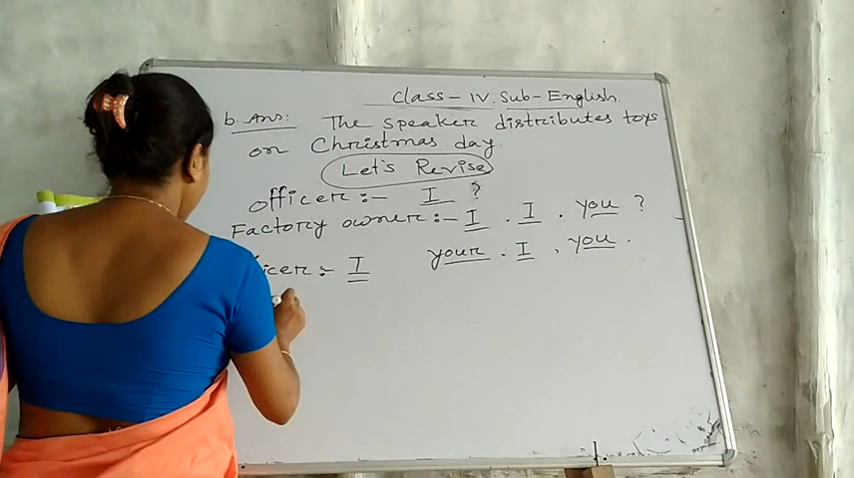 Class - IV. Sub - English.
b. Ans: The speaker distributes toys
on Christmas day.
Let's Revise
Officer :- I ?
Factory owner :- I . I . you ?
icer :- I your . I . you .